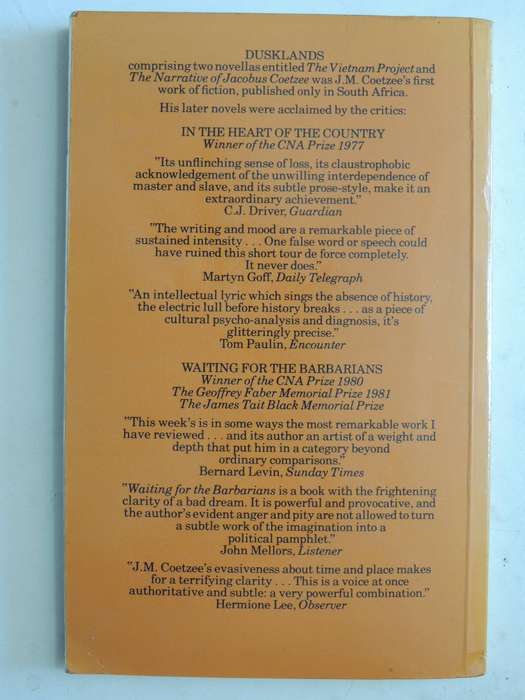 DUSKLANDS
comprising two novellas entitled The Vietnam Project and
The Narrative of Jacobus Coetzee was J.M. Coetzee's first
work of fiction, published only in South Africa.
His later novels were acclaimed by the critics:
IN THE HEART OF THE COUNTRY
Winner of the CNA Prize 1977
"Its unflinching sense of loss, its claustrophobic
acknowledgement of the unwilling interdependence of
master and slave, and its subtle prose-style, make it an
extraordinary achievement."
C.J. Driver, Guardian
"The writing and mood are a remarkable piece of
sustained intensity . . . One false word or speech could
have ruined this short tour de force completely.
It never does."
Martyn Goff, Daily Telegraph
"An intellectual lyric which sings the absence of history,
the electric lull before history breaks . . . as a piece of
cultural psycho-analysis and diagnosis, it's
glitteringly precise."
Tom Paulin, Encounter
WAITING FOR THE BARBARIANS
Winner of the CNA Prize 1980
The Geoffrey Faber Memorial Prize 1981
The James Tait Black Memorial Prize
"This week's is in some ways the most remarkable work I
have reviewed . . . and its author an artist of a weight and
depth that put him in a category beyond
ordinary comparisons."
Bernard Levin, Sunday Times
"Waiting for the Barbarians is a book with the frightening
clarity of a bad dream. It is powerful and provocative, and
the author's evident anger and pity are not allowed to turn
a subtle work of the imagination into a
political pamphlet."
John Mellors, Listener
"J.M. Coetzee's evasiveness about time and place makes
for a terrifying clarity . . . This is a voice at once
authoritative and subtle: a very powerful combination."
Hermione Lee, Observer